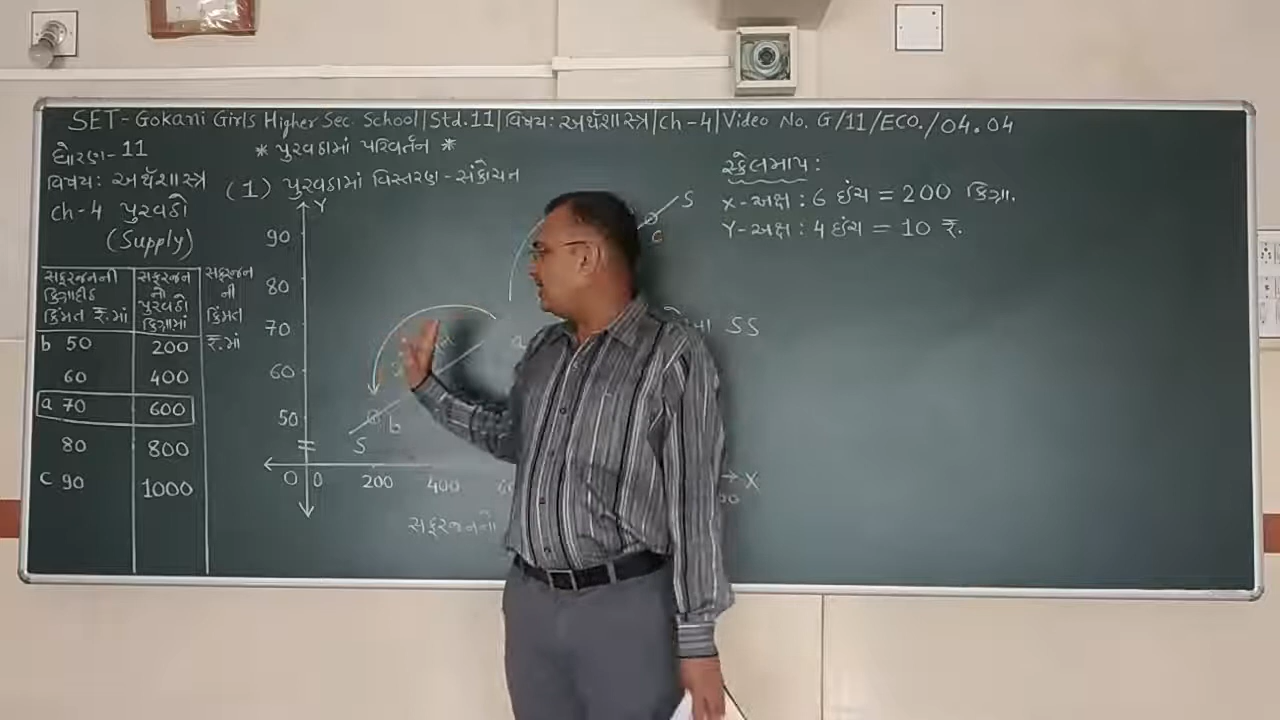 SET-Gokani Girls Higher Sec. School|Std.11|વિષય: અર્થશાસ્ત્ર|Ch-4|Video No. G/11/ECO./04.04
ધોરણ-11
વિષય: અર્થશાસ્ત્ર
Ch-4 પુરવઠો
(Supply)
* પુરવઠામાં પરિવર્તન *
(1) પુરવઠામાં વિસ્તરણ-સંકોચન
સ્કેલમાપ:
X-અક્ષ : 6 ઇંચ = 200 કિગ્રા.
Y-અક્ષ : 4 ઇંચ = 10 ₹.
સફરજનની કિગ્રાદીઠ કિંમત ₹.માં
સફરજનનો પુરવઠો કિગ્રામાં
b 50 200
60 400
a 70 600
80 800
c 90 1000
સફરજનની કિંમત ₹.માં
Y
90
80
70
60
50
O 0 200 400
X
S
b
a
S
c
SS
સફરજનનો